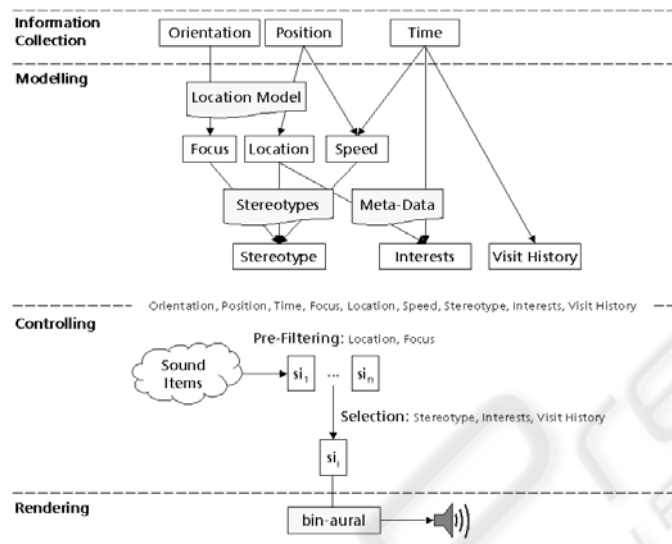 Information
Collection
Orientation
Position
Time
Modelling
Location Model
Focus
Location
Speed
Stereotypes
Meta-Data
Stereotype
Interests
Visit History
Orientation, Position, Time, Focus, Location, Speed, Stereotype, Interests, Visit History
Controlling
Pre-Filtering: Location, Focus
Sound
Items
si1 ... sin
Selection: Stereotype, Interests, Visit History
sii
Rendering
bin-aural